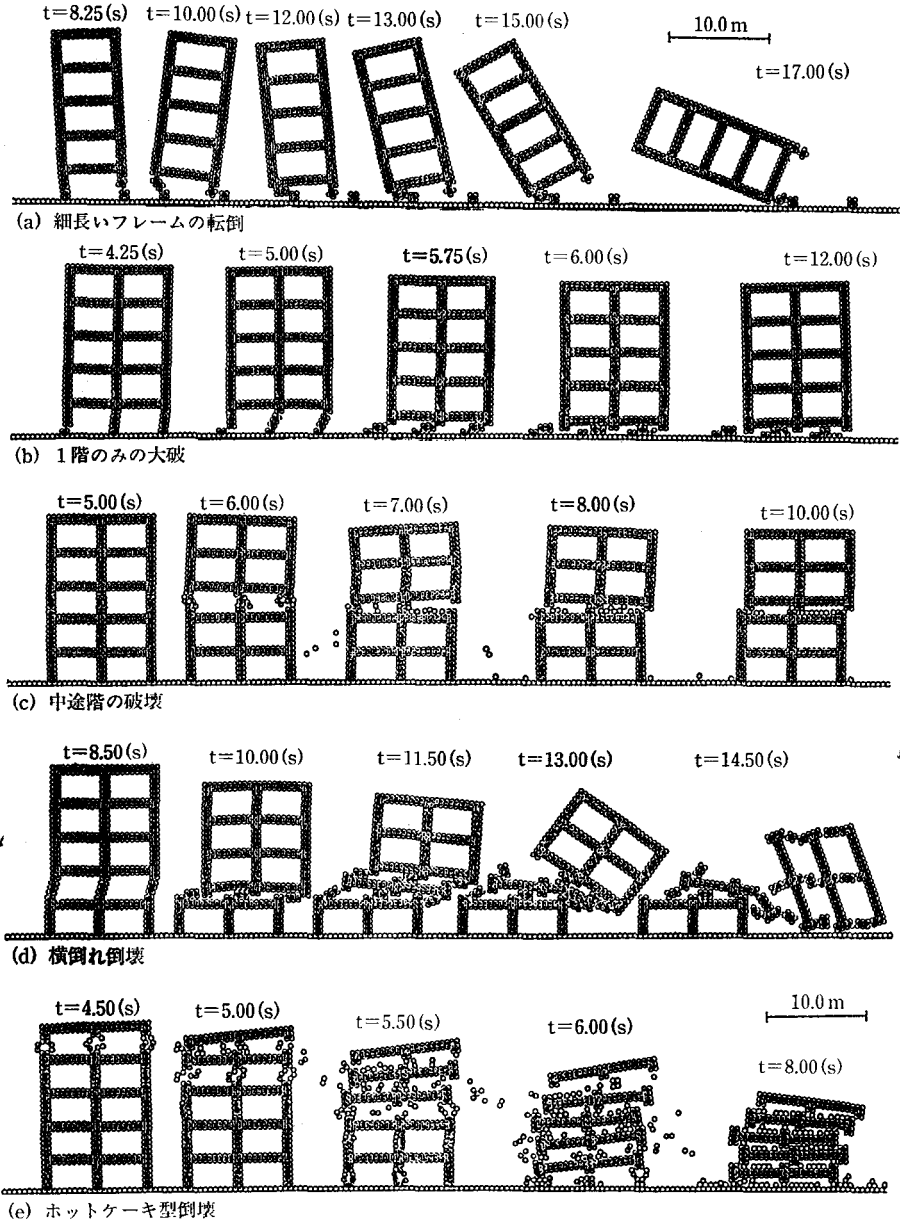 t=8.25(s) t=10.00(s) t=12.00(s) t=13.00(s) t=15.00(s) 10.0m
t=17.00(s)
(a) 細長いフレームの転倒
t=4.25(s) t=5.00(s) t=5.75(s) t=6.00(s) t=12.00(s)
(b) 1階のみの大破
t=5.00(s) t=6.00(s) t=7.00(s) t=8.00(s) t=10.00(s)
(c) 中途階の破壊
t=8.50(s) t=10.00(s) t=11.50(s) t=13.00(s) t=14.50(s)
(d) 横倒れ倒壊
t=4.50(s) t=5.00(s) t=5.50(s) t=6.00(s) 10.0m
t=8.00(s)
(e) ホットケーキ型倒壊